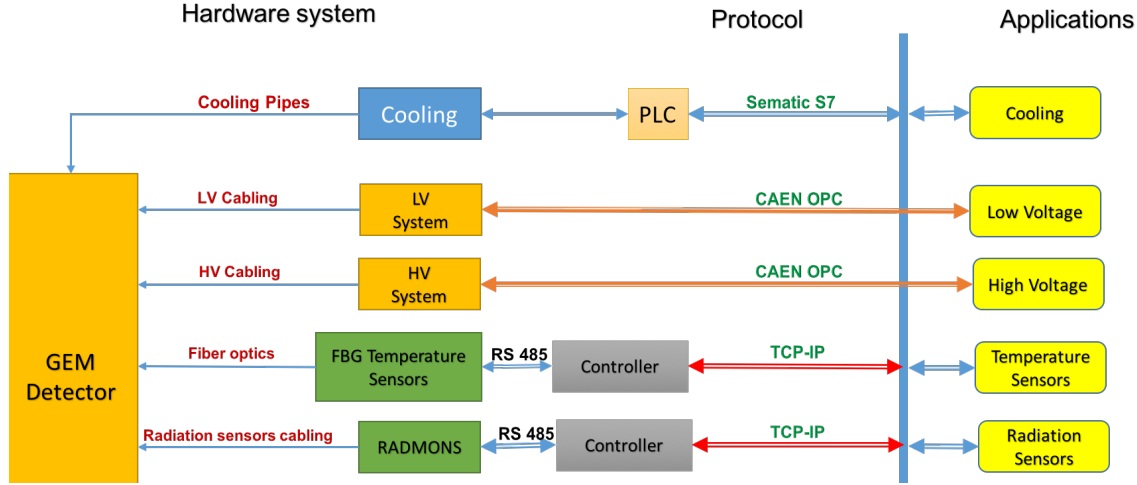 Hardware system
Protocol
Applications
Cooling Pipes
Cooling
PLC
Sematic S7
Cooling
LV Cabling
LV
System
CAEN OPC
Low Voltage
HV Cabling
HV
System
CAEN OPC
High Voltage
GEM
Detector
Fiber optics
FBG Temperature
Sensors
RS 485
Controller
TCP-IP
Temperature
Sensors
Radiation sensors cabling
RADMONS
RS 485
Controller
TCP-IP
Radiation
Sensors